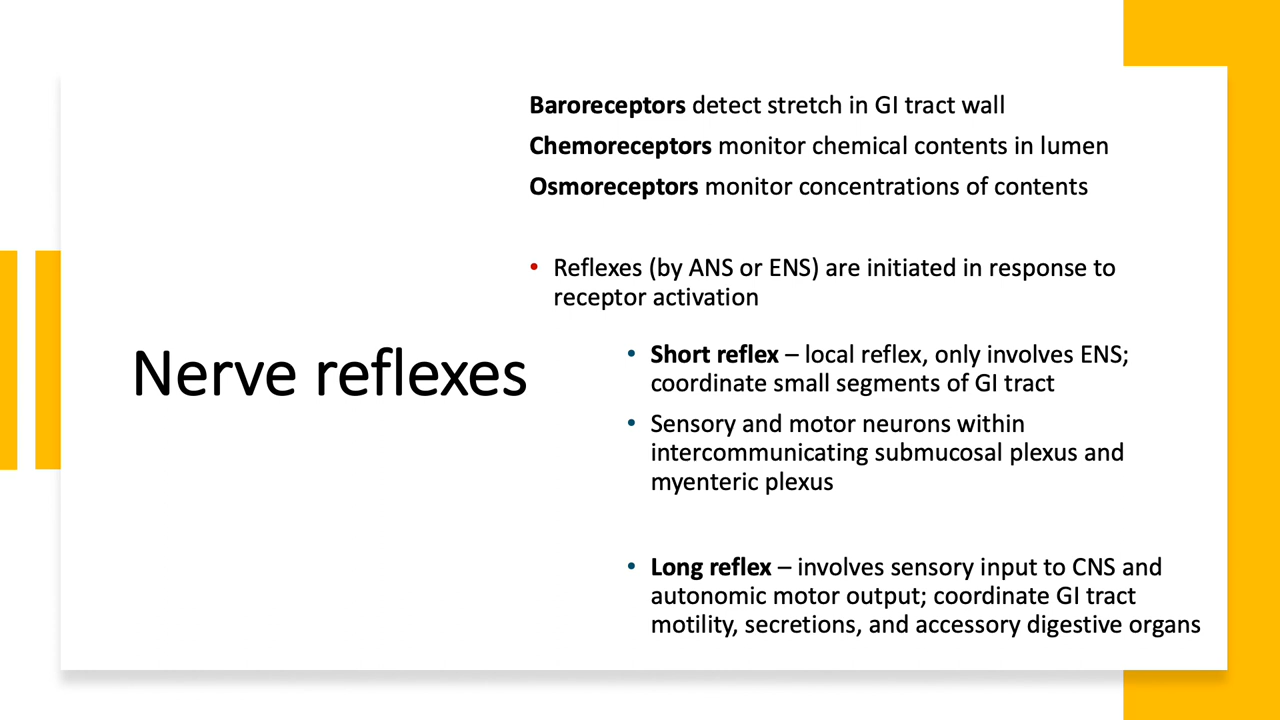 Baroreceptors detect stretch in GI tract wall
Chemoreceptors monitor chemical contents in lumen
Osmoreceptors monitor concentrations of contents
• Reflexes (by ANS or ENS) are initiated in response to
receptor activation
Nerve reflexes
• Short reflex – local reflex, only involves ENS;
coordinate small segments of GI tract
• Sensory and motor neurons within
intercommunicating submucosal plexus and
myenteric plexus
• Long reflex – involves sensory input to CNS and
autonomic motor output; coordinate GI tract
motility, secretions, and accessory digestive organs